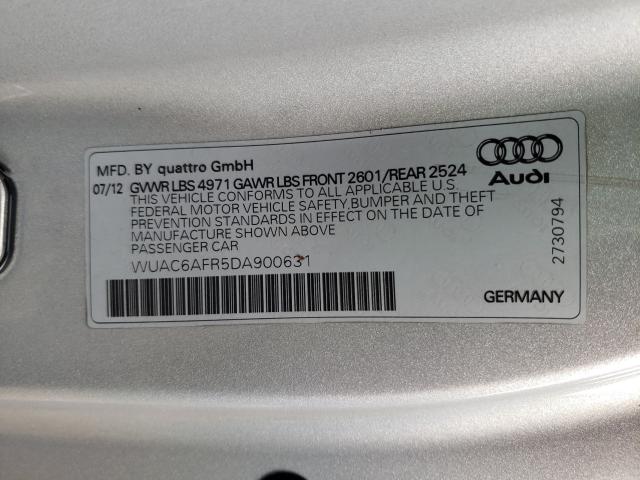 MFD. BY quattro GmbH
07/12 GVWR LBS 4971 GAWR LBS FRONT 2601/REAR 2524
THIS VEHICLE CONFORMS TO ALL APPLICABLE U.S.
FEDERAL MOTOR VEHICLE SAFETY,BUMPER AND THEFT
PREVENTION STANDARDS IN EFFECT ON THE DATE OF
MANUFACTURE SHOWN ABOVE
PASSENGER CAR
WUAC6AFR5DA900631
Audi
2730794
GERMANY